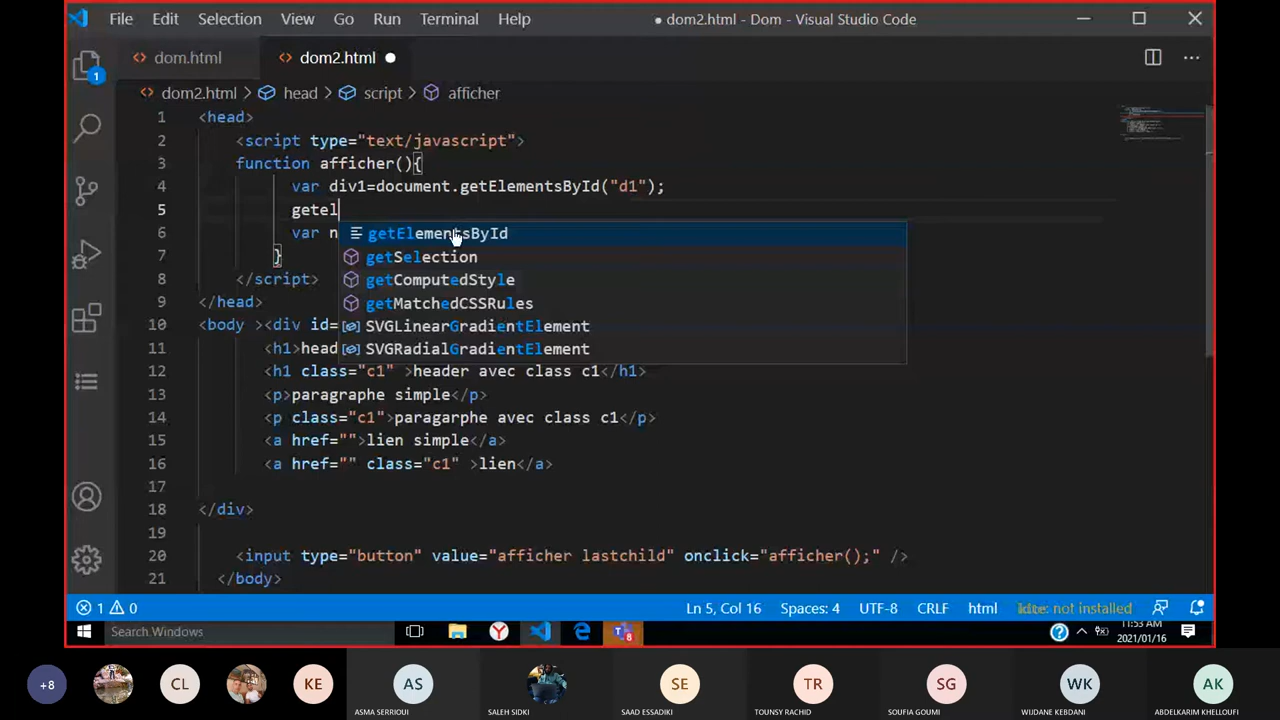 File Edit Selection View Go Run Terminal Help ● dom2.html - Dom - Visual Studio Code
dom.html dom2.html ●
dom2.html > head > script > afficher
1 <head>
2 <script type="text/javascript">
3 function afficher(){
4 var div1=document.getElementsById("d1");
5 getel
getElementsById
6 var n
getSelection
7 }
getComputedStyle
8 </script>
getMatchedCSSRules
9 </head>
SVGLinearGradientElement
10 <body ><div id=
SVGRadialGradientElement
11 <h1>head
12 <h1 class="c1" >header avec class c1</h1>
13 <p>paragraphe simple</p>
14 <p class="c1">paragarphe avec class c1</p>
15 <a href="">lien simple</a>
16 <a href="" class="c1" >lien</a>
17
18 </div>
19
20 <input type="button" value="afficher lastchild" onclick="afficher();" />
21 </body>
1
1 0 Ln 5, Col 16 Spaces: 4 UTF-8 CRLF html kite: not installed
Search Windows 8 11:53 AM
2021/01/16
+8 CL KE AS SE TR SG WK AK
ASMA SERRIOUI SALEH SIDKI SAAD ESSADIKI TOUNSY RACHID SOUFIA GOUMI WIJDANE KEBDANI ABDELKARIM KHELLOUFI